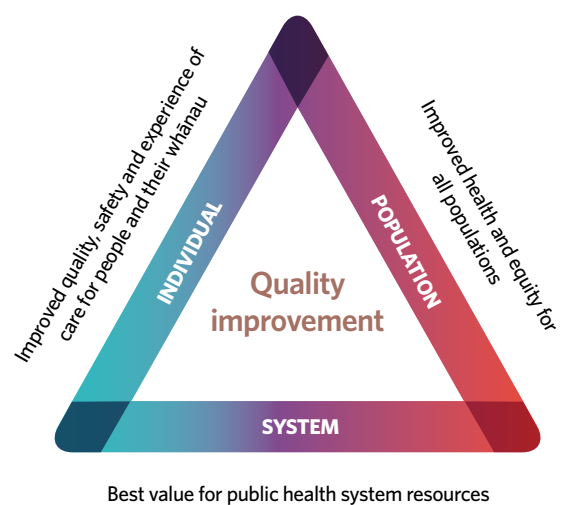 Improved quality, safety and experience of
care for people and their whānau
INDIVIDUAL
POPULATION
Improved health and equity for
all populations
Quality
improvement
SYSTEM
Best value for public health system resources